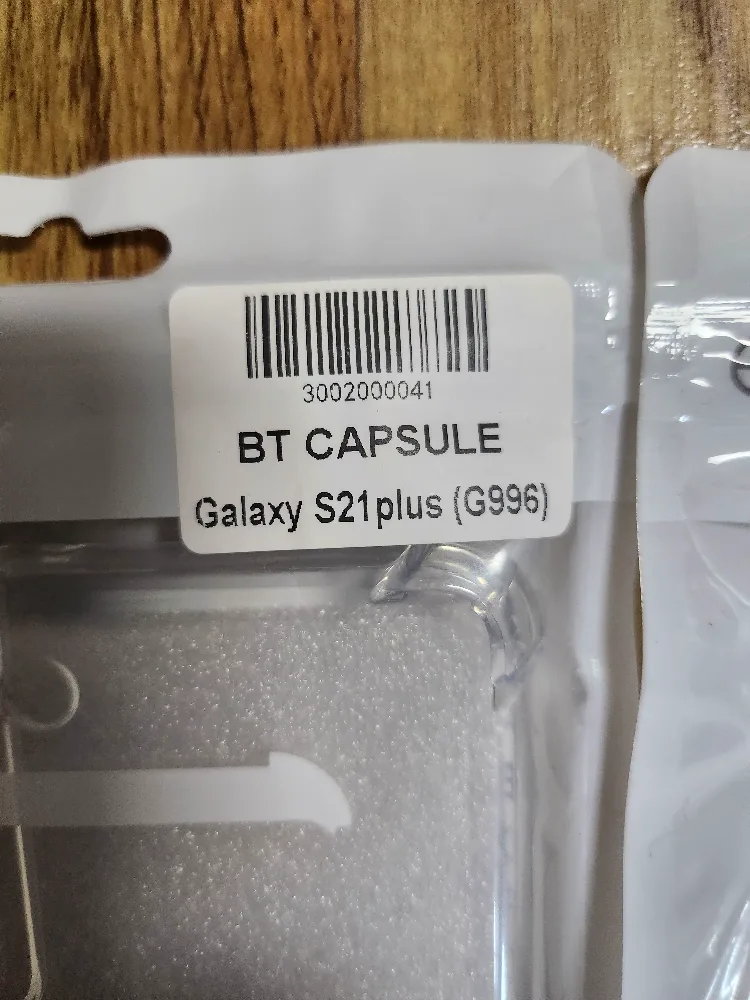 3002000041
BT CAPSULE
Galaxy S21plus (G996)